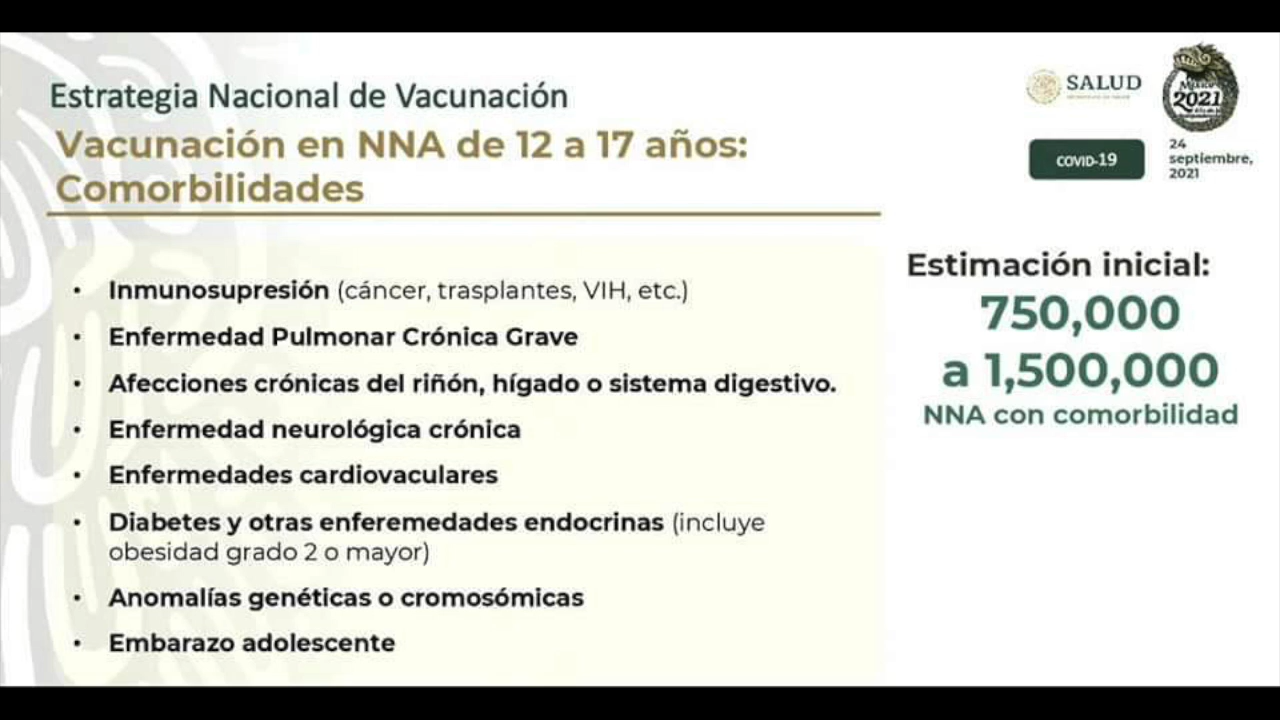 Estrategia Nacional de Vacunación
Vacunación en NNA de 12 a 17 años:
Comorbilidades
SALUD
México
2021
COVID-19
24
septiembre,
2021
• Inmunosupresión (cáncer, trasplantes, VIH, etc.)
• Enfermedad Pulmonar Crónica Grave
• Afecciones crónicas del riñón, hígado o sistema digestivo.
• Enfermedad neurológica crónica
• Enfermedades cardiovaculares
• Diabetes y otras enferemedades endocrinas (incluye
obesidad grado 2 o mayor)
• Anomalías genéticas o cromosómicas
• Embarazo adolescente
Estimación inicial:
750,000
a 1,500,000
NNA con comorbilidad